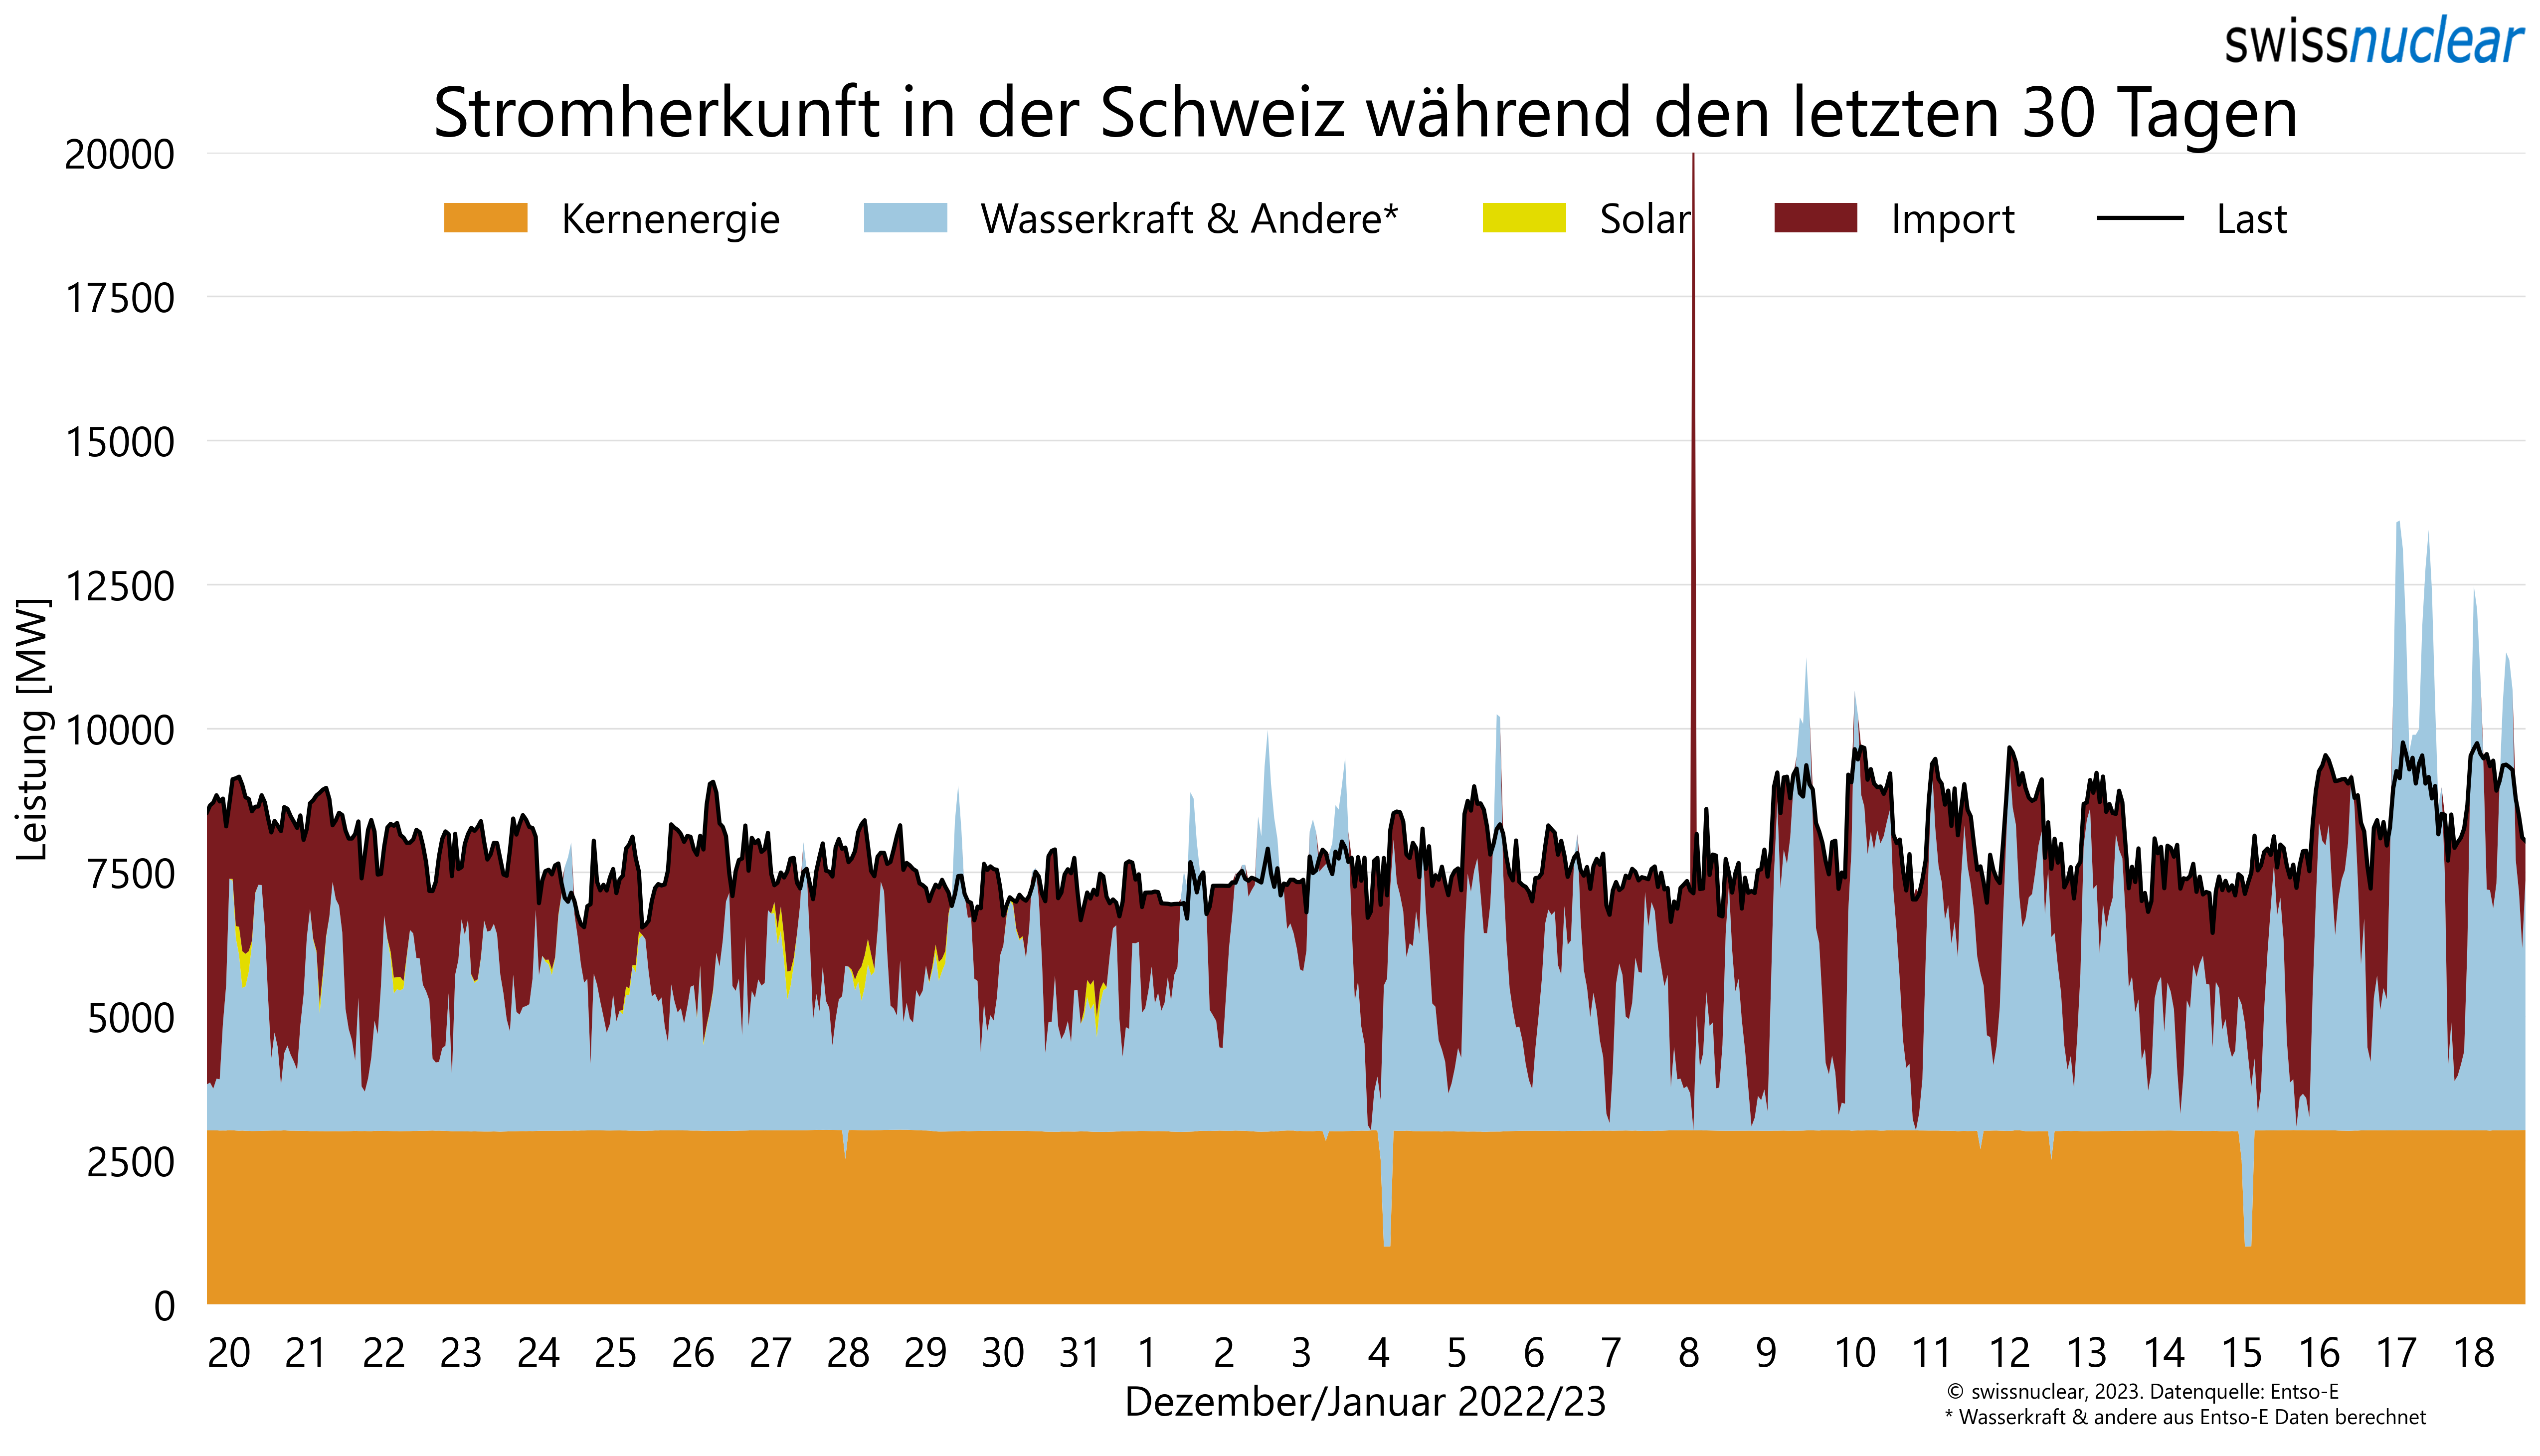 swissnuclear
Stromherkunft in der Schweiz während den letzten 30 Tagen
Kernenergie Wasserkraft & Andere* Solar Import Last
Leistung [MW]
20000
17500
15000
12500
10000
7500
5000
2500
0
20 21 22 23 24 25 26 27 28 29 30 31 1 2 3 4 5 6 7 8 9 10 11 12 13 14 15 16 17 18
Dezember/Januar 2022/23
© swissnuclear, 2023. Datenquelle: Entso-E
* Wasserkraft & andere aus Entso-E Daten berechnet